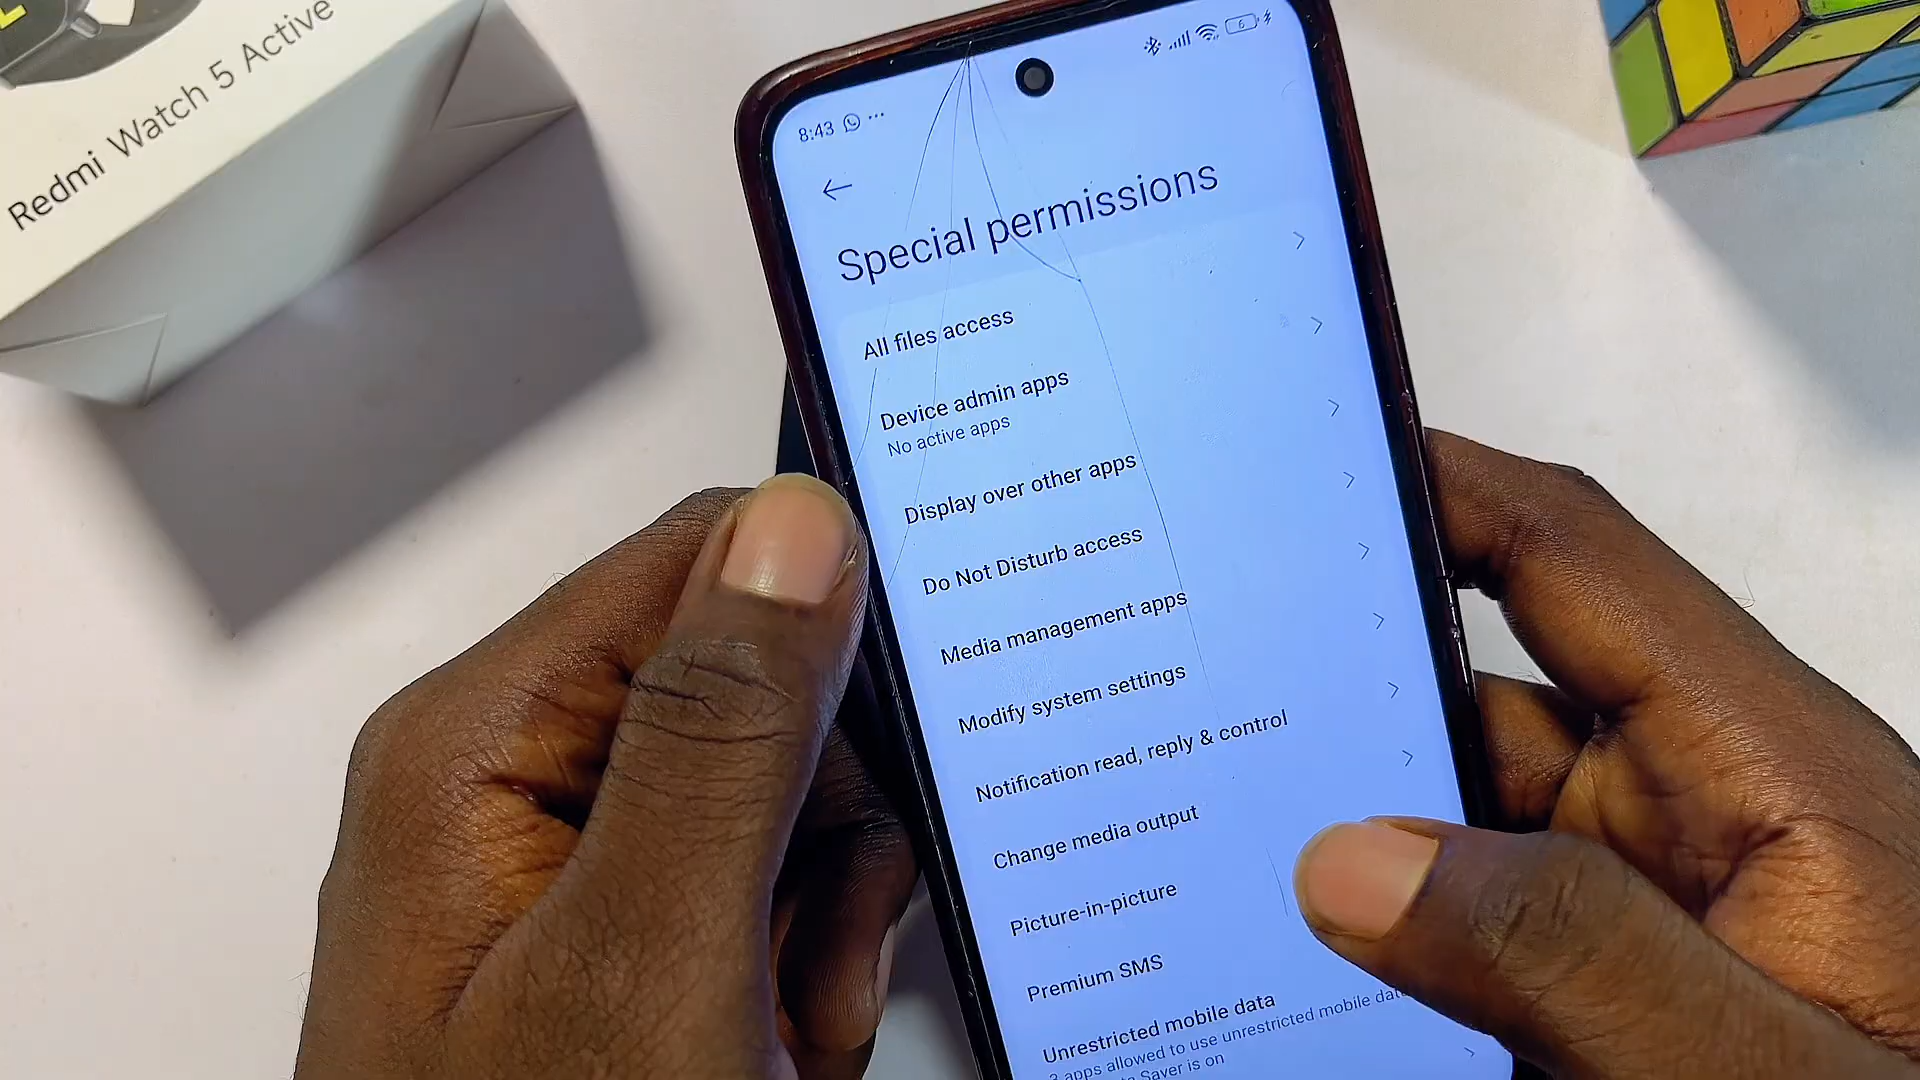 Redmi Watch 5 Active
8:43
6
Special permissions
All files access
Device admin apps
No active apps
Display over other apps
Do Not Disturb access
Media management apps
Modify system settings
Notification read, reply & control
Change media output
Picture-in-picture
Premium SMS
Unrestricted mobile data
3 apps allowed to use unrestricted mobile data
Saver is on